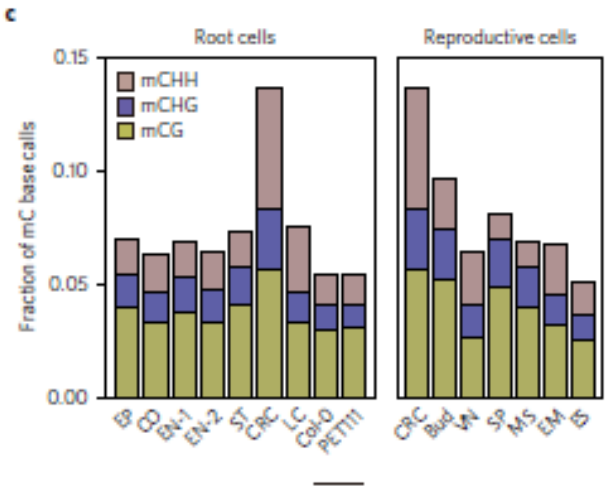 c
Root cells
Reproductive cells
Fraction of mC base calls
0.15
0.10
0.05
0.00
mCHH
mCHG
mCG
EP
CO
EN-1
EN-2
ST
CRC
LC
Col-0
PET111
CRC
Bud
VN
SP
MS
EM
ES